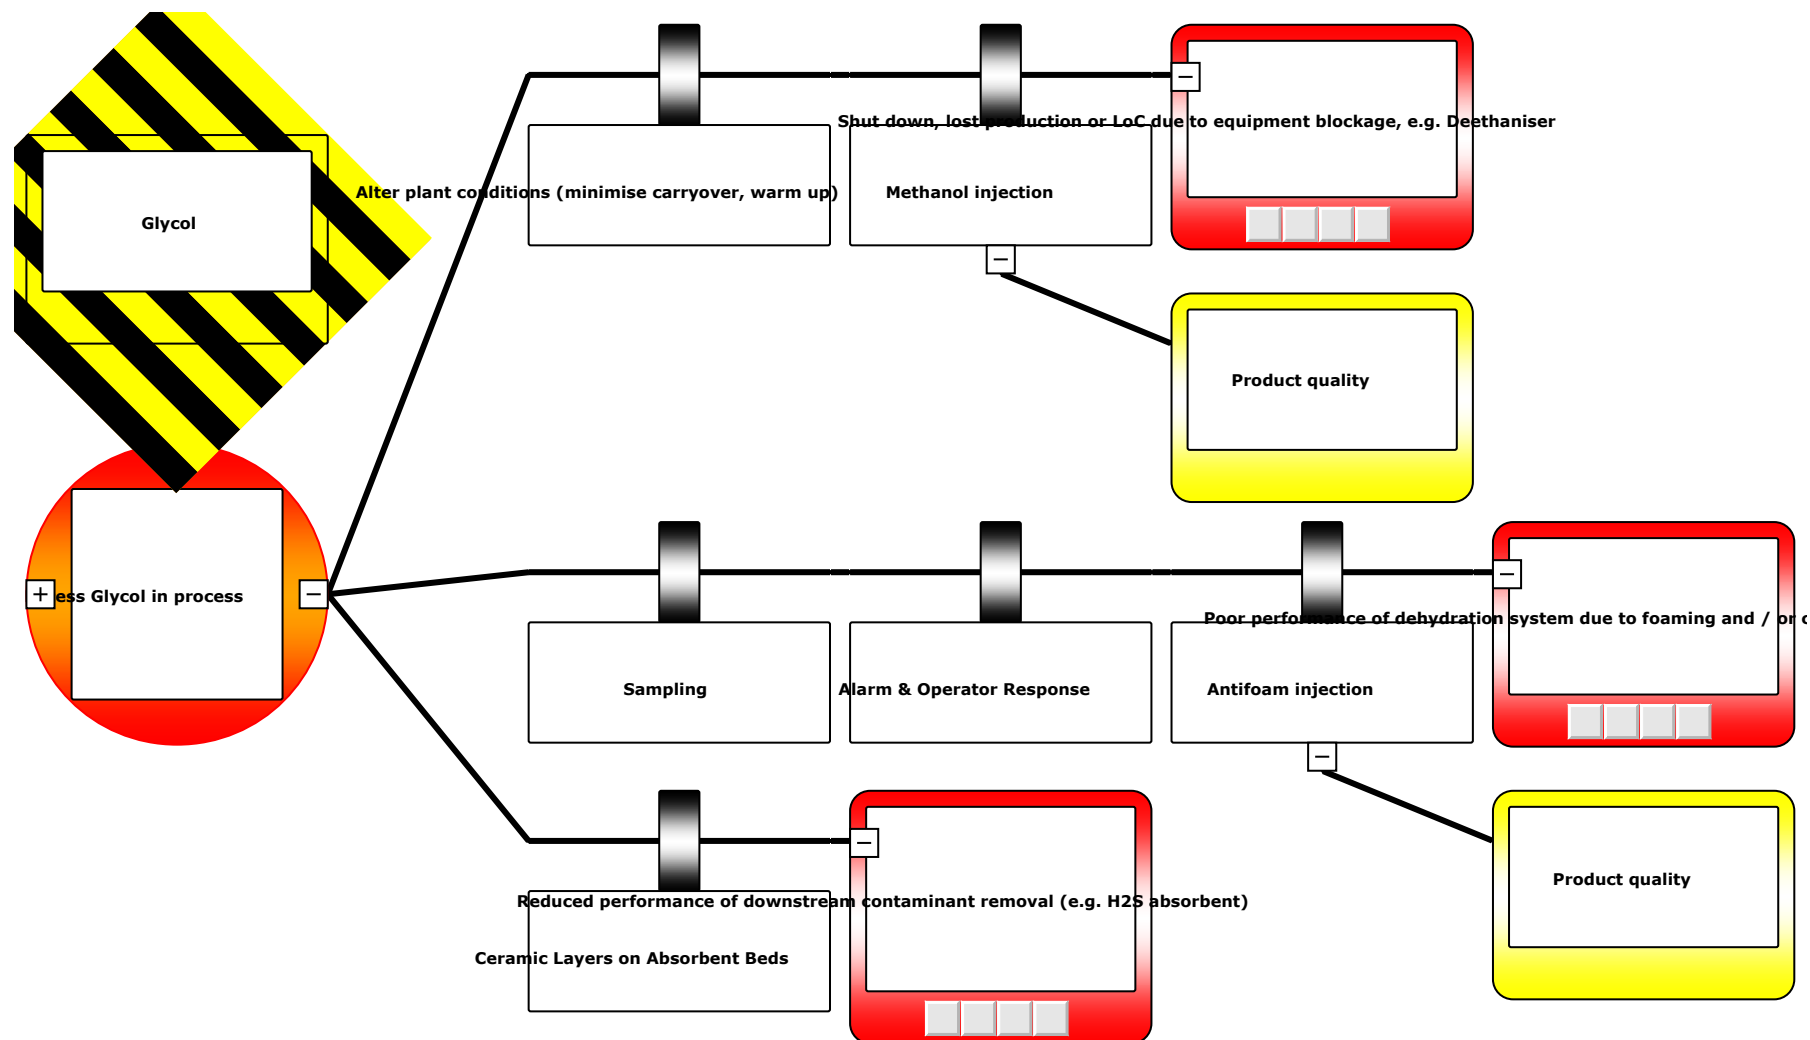 Shut down, lost production or LoC due to equipment blockage, e.g. Deethaniser
Alter plant conditions (minimise carryover, warm up)
Methanol injection
Glycol
Product quality
+
−
Glycol in process
Poor performance of dehydration system due to foaming and / or
Sampling
Alarm & Operator Response
Antifoam injection
Product quality
Reduced performance of downstream contaminant removal (e.g. H2S absorbent)
Ceramic Layers on Absorbent Beds